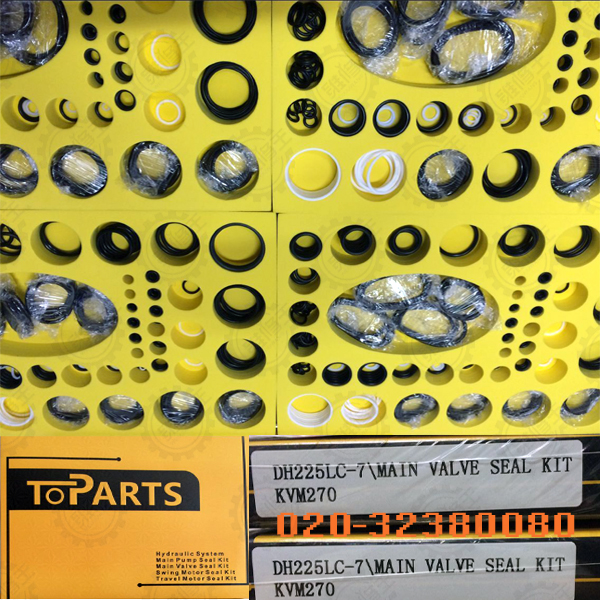 TOPARTS
Hydraulic System
Main Pump Seal Kit
Main Valve Seal Kit
Swing Motor Seal Kit
Travel Motor Seal Kit
DH225LC-7\MAIN VALVE SEAL KIT
KVM270
020-32380080
DH225LC-7\MAIN VALVE SEAL KIT
KVM270